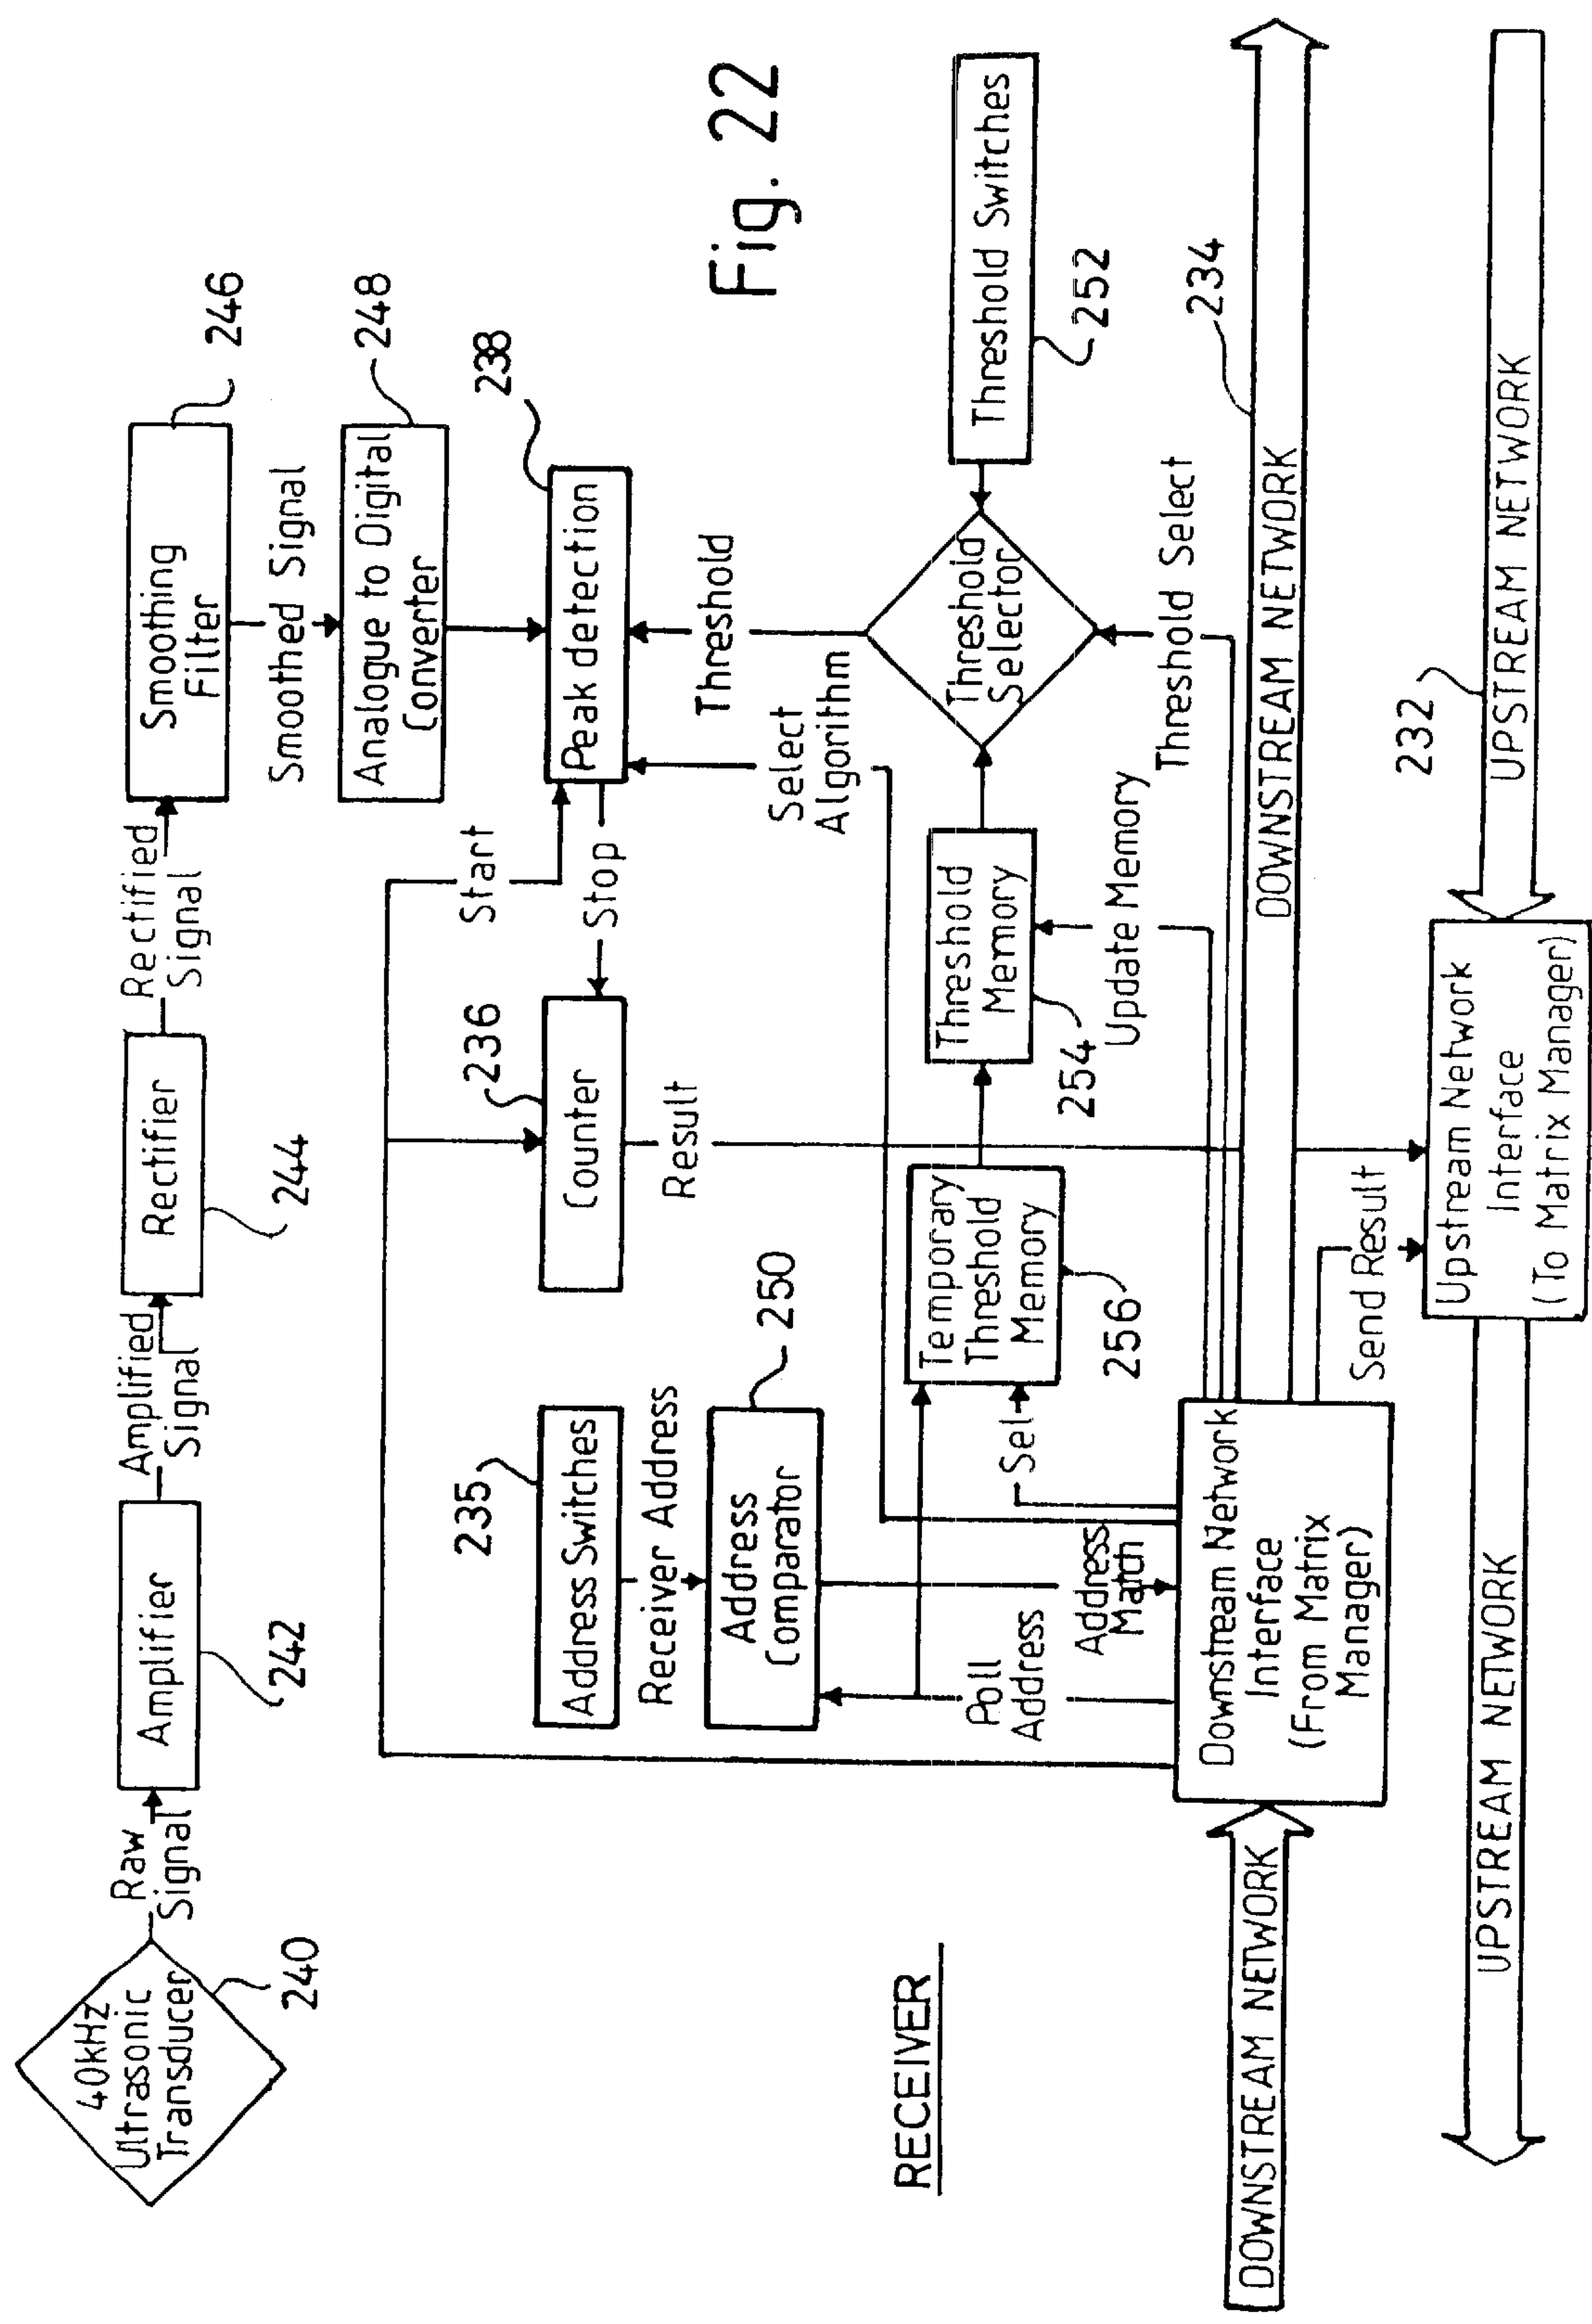 Fig. 22
RECEIVER
40kHz
Ultrasonic
Transducer
240
Raw
Signal
Amplifier
242
Amplified
Signal
Rectifier
244
Rectified
Signal
Smoothing
Filter
246
Smoothed Signal
Analogue to Digital
Converter
248
Peak detection
238
Start
Stop
Counter
236
Result
Address Switches
235
Receiver Address
Address
Comparator
250
Poll
Address
Address
Match
Sel
Temporary
Threshold
Memory
256
Threshold
Memory
254
Update Memory
Select
Algorithm
Threshold
Threshold
Selector
Threshold Switches
252
Threshold Select
234
DOWNSTREAM NETWORK
DOWNSTREAM NETWORK
Downstream Network
Interface
(From Matrix
Manager)
Send Result
Upstream Network
Interface
(To Matrix Manager)
232
UPSTREAM NETWORK
UPSTREAM NETWORK